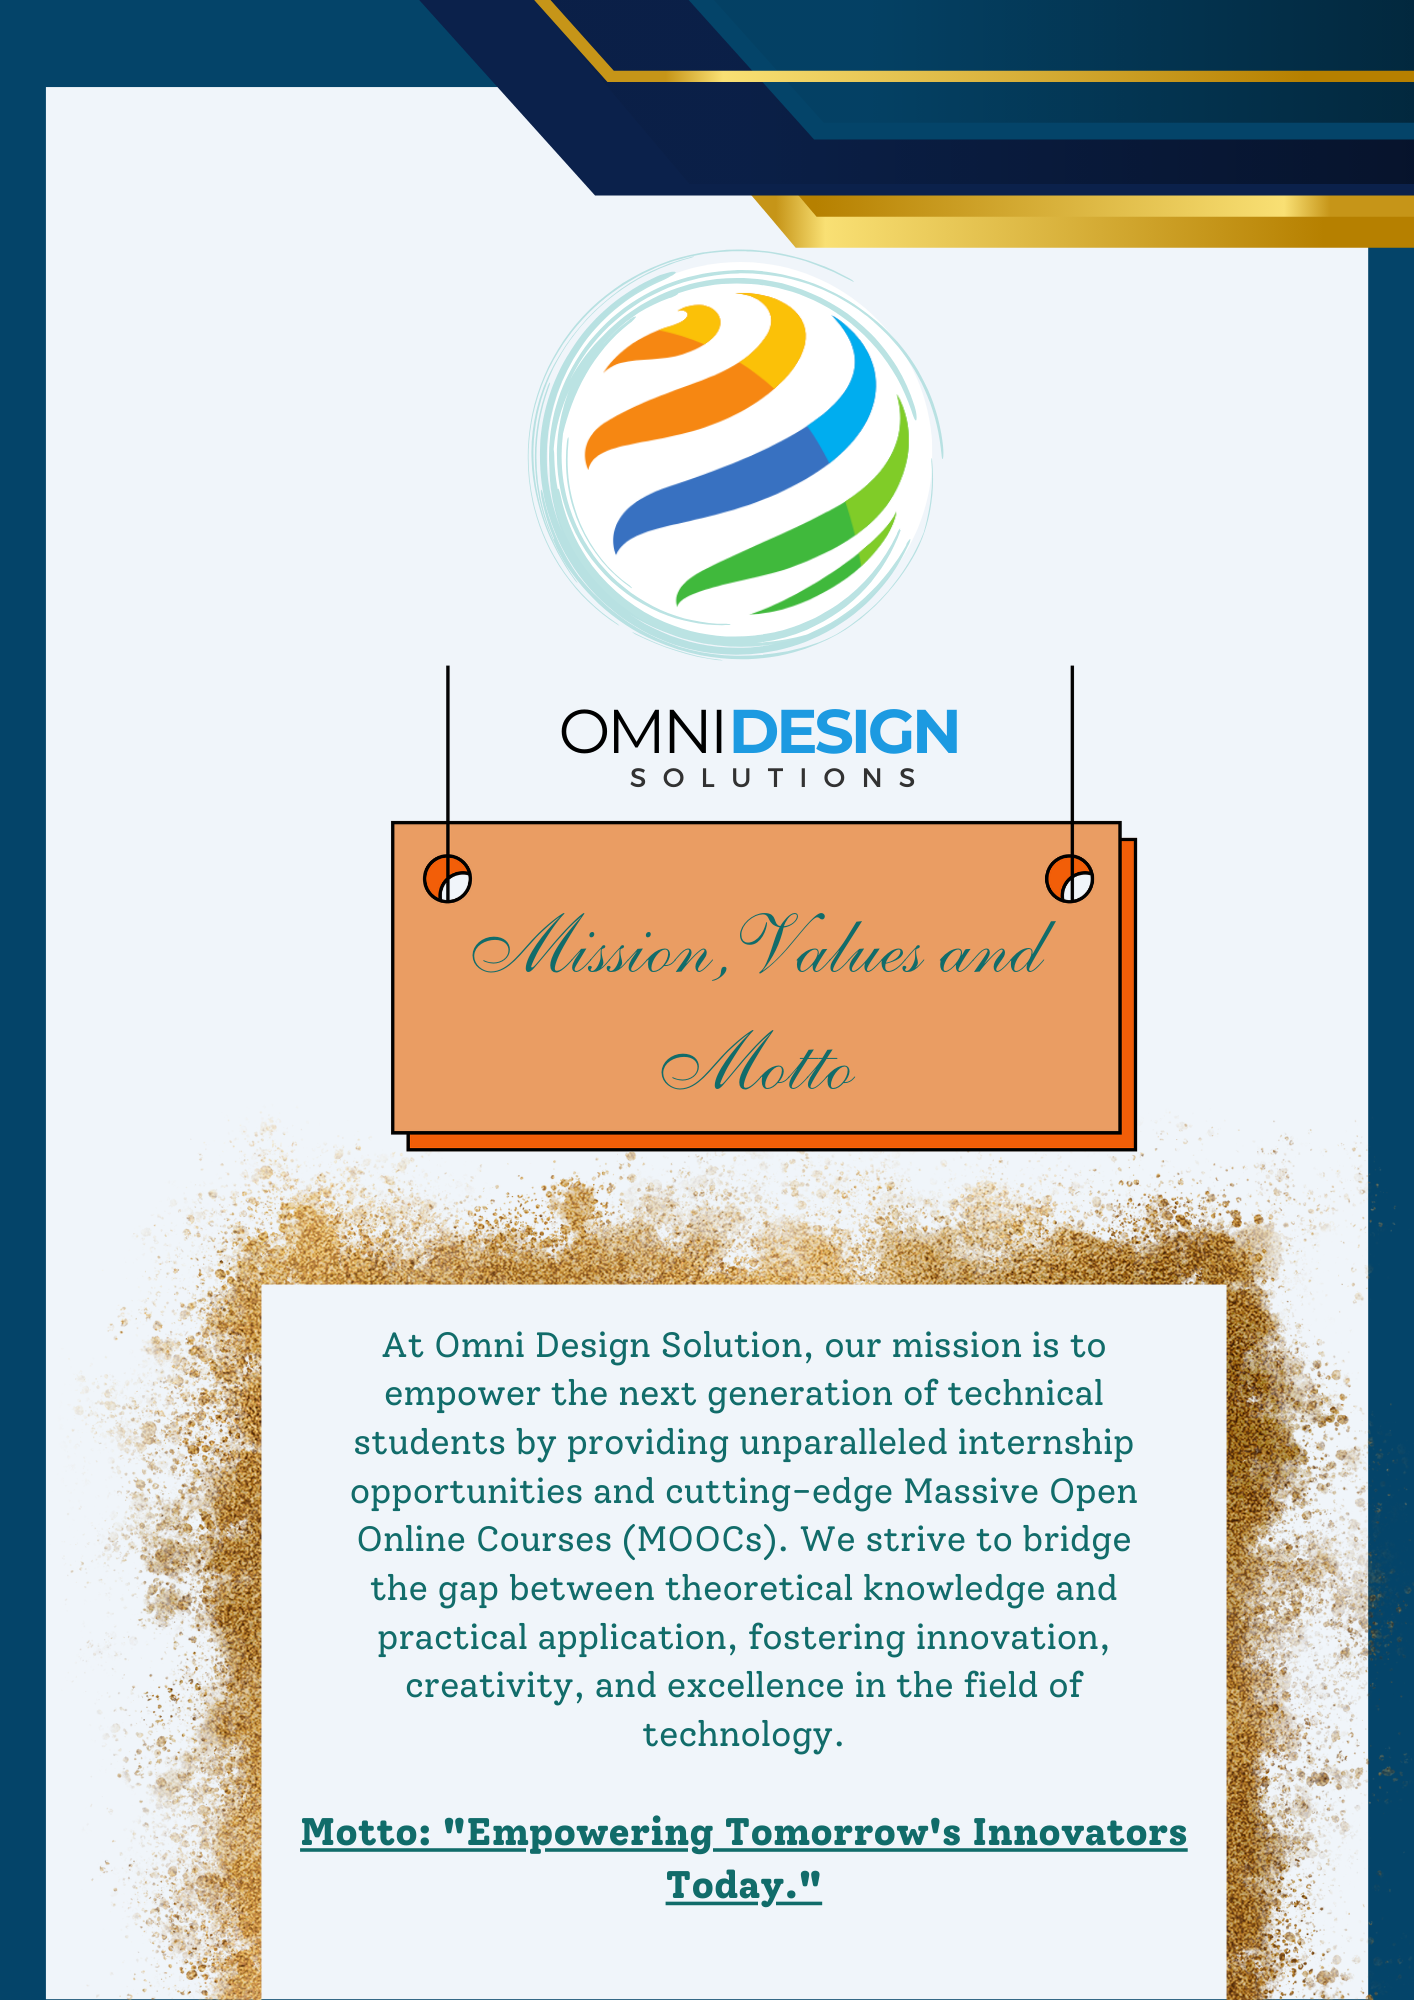 OMNIDESIGN
SOLUTIONS
Mission,Values and
Motto
At Omni Design Solution, our mission is to
empower the next generation of technical
students by providing unparalleled internship
opportunities and cutting-edge Massive Open
Online Courses (MOOCs). We strive to bridge
the gap between theoretical knowledge and
practical application, fostering innovation,
creativity, and excellence in the field of
technology.
Motto: "Empowering Tomorrow's Innovators
Today."